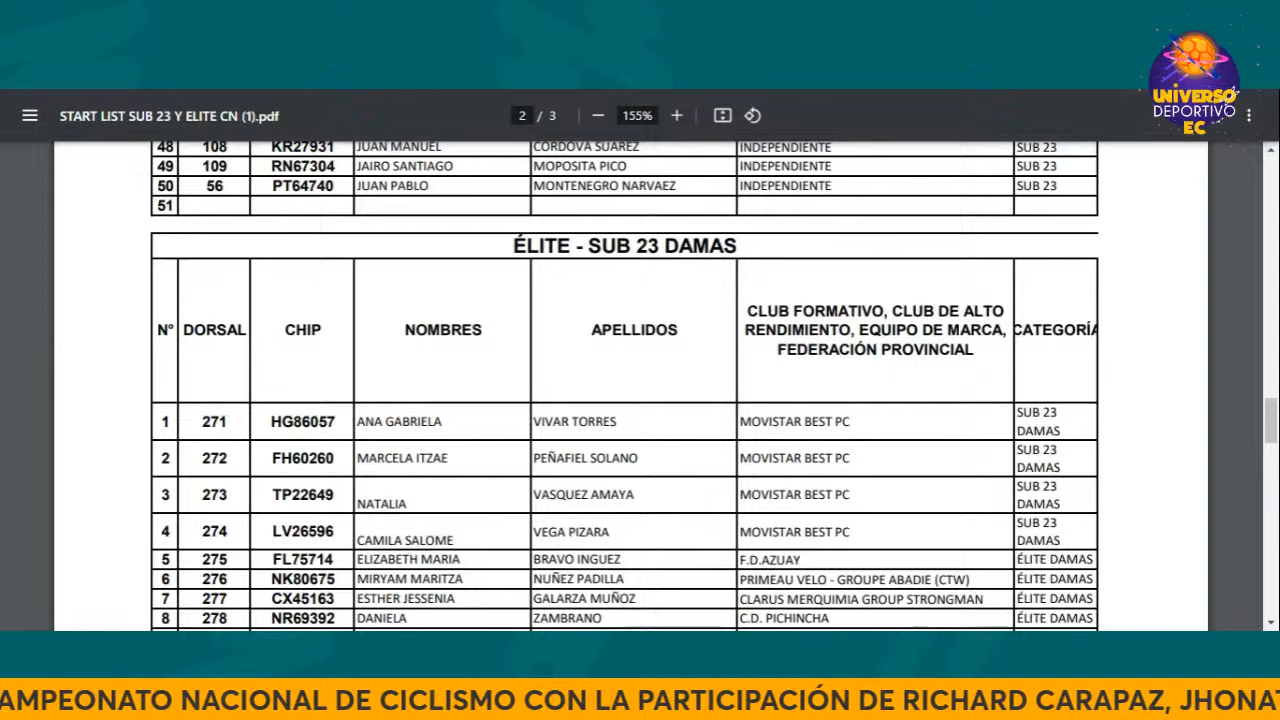 UNIVERSO
DEPORTIVO
EC
START LIST SUB 23 Y ELITE CN (1).pdf 2 / 3 155%
48 108 KR27931 JUAN MANUEL CORDOVA SUAREZ INDEPENDIENTE SUB 23
49 109 RN67304 JAIRO SANTIAGO MOPOSITA PICO INDEPENDIENTE SUB 23
50 56 PT64740 JUAN PABLO MONTENEGRO NARVAEZ INDEPENDIENTE SUB 23
51
ÉLITE - SUB 23 DAMAS
N° DORSAL CHIP NOMBRES APELLIDOS CLUB FORMATIVO, CLUB DE ALTO
RENDIMIENTO, EQUIPO DE MARCA,
FEDERACIÓN PROVINCIAL
CATEGORÍA
1 271 HG86057 ANA GABRIELA VIVAR TORRES MOVISTAR BEST PC SUB 23
DAMAS
2 272 FH60260 MARCELA ITZAE PEÑAFIEL SOLANO MOVISTAR BEST PC SUB 23
DAMAS
3 273 TP22649 NATALIA VASQUEZ AMAYA MOVISTAR BEST PC SUB 23
DAMAS
4 274 LV26596 CAMILA SALOME VEGA PIZARA MOVISTAR BEST PC SUB 23
DAMAS
5 275 FL75714 ELIZABETH MARIA BRAVO INGUEZ F.D.AZUAY ÉLITE DAMAS
6 276 NK80675 MIRYAM MARITZA NUÑEZ PADILLA PRIMEAU VELO - GROUPE ABADIE (CTW) ÉLITE DAMAS
7 277 CX45163 ESTHER JESSENIA GALARZA MUÑOZ CLARUS MERQUIMIA GROUP STRONGMAN ÉLITE DAMAS
8 278 NR69392 DANIELA ZAMBRANO C.D. PICHINCHA ÉLITE DAMAS
AMPEONATO NACIONAL DE CICLISMO CON LA PARTICIPACIÓN DE RICHARD CARAPAZ, JHONAT